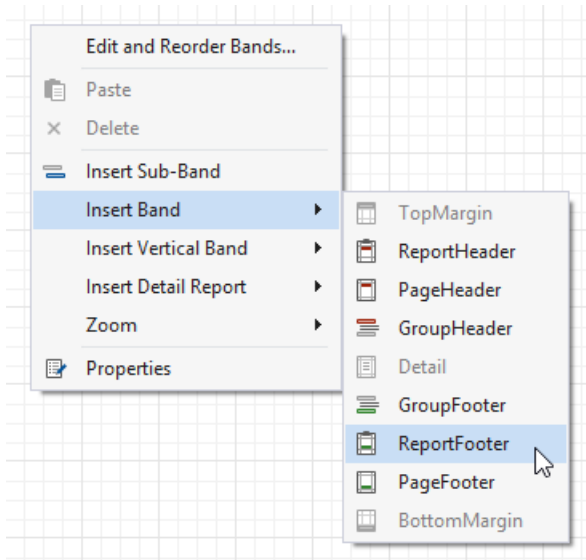 Edit and Reorder Bands...
Paste
Delete
Insert Sub-Band
Insert Band
Insert Vertical Band
Insert Detail Report
Zoom
Properties
TopMargin
ReportHeader
PageHeader
GroupHeader
Detail
GroupFooter
ReportFooter
PageFooter
BottomMargin